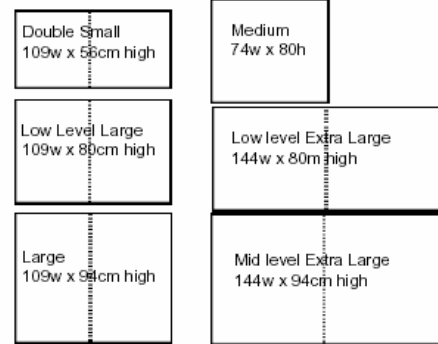 Double Small
109w x 56cm high
Medium
74w x 80h
Low Level Large
109w x 80cm high
Low level Extra Large
144w x 80m high
Large
109w x 94cm high
Mid level Extra Large
144w x 94cm high